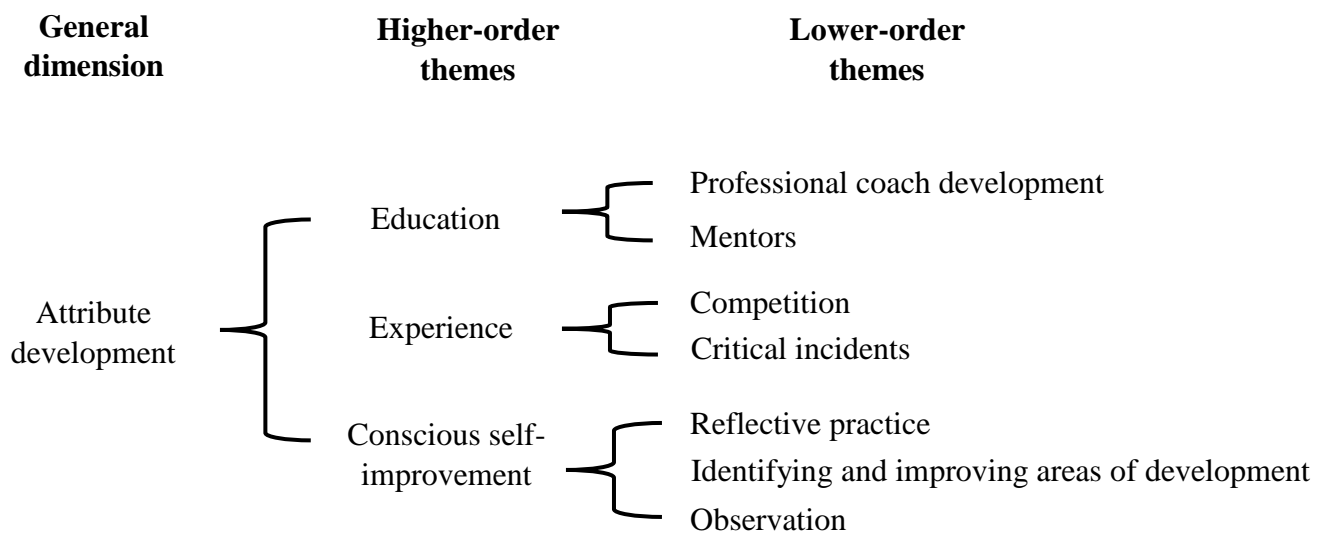 General
dimension
Higher-order
themes
Lower-order
themes
Attribute
development
Education
Professional coach development
Mentors
Experience
Competition
Critical incidents
Conscious self-
improvement
Reflective practice
Identifying and improving areas of development
Observation